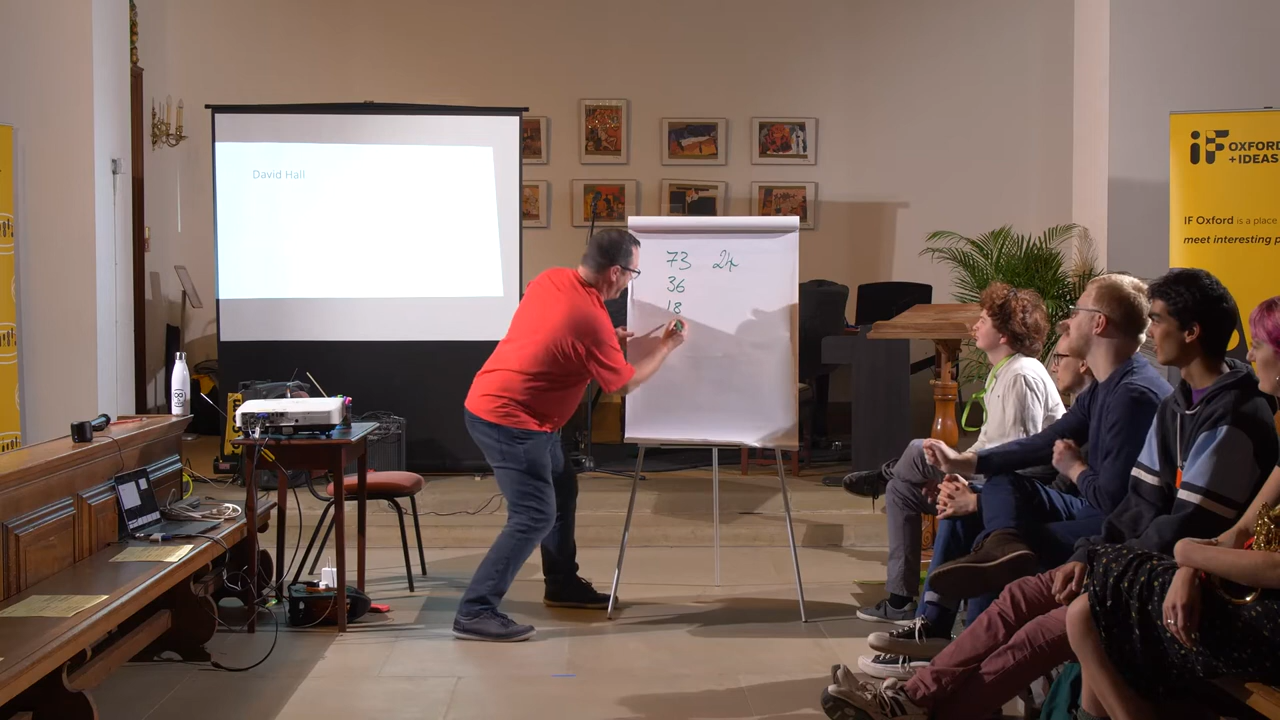 David Hall
73 24
36
18
iF OXFORD
+IDEAS
IF Oxford is a place
meet interesting p